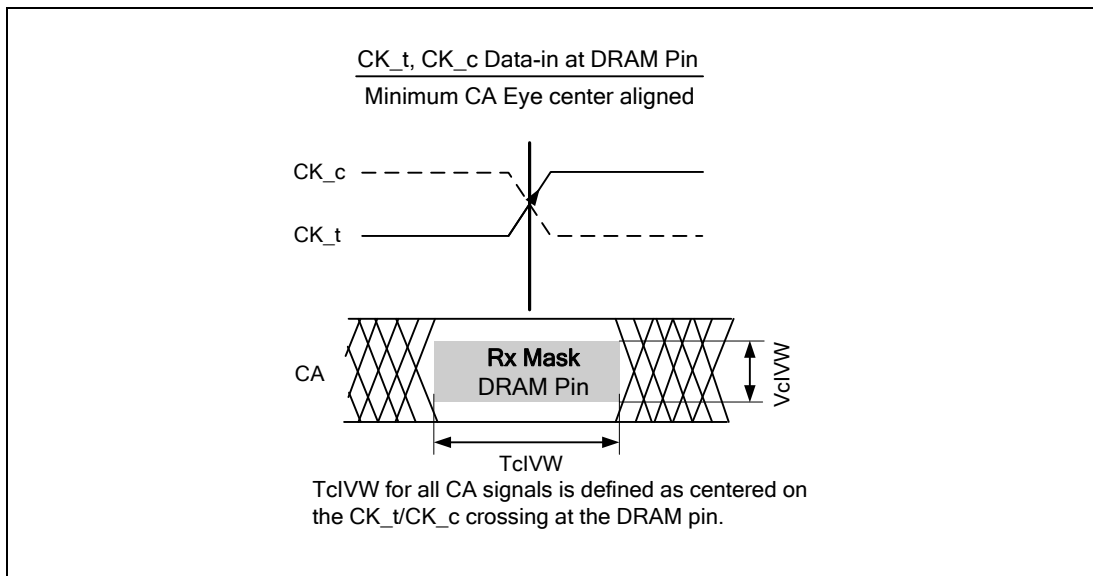 CK_t, CK_c Data-in at DRAM Pin
Minimum CA Eye center aligned
CK_c
CK_t
CA
Rx Mask
DRAM Pin
VcIVW
TcIVW
TcIVW for all CA signals is defined as centered on
the CK_t/CK_c crossing at the DRAM pin.